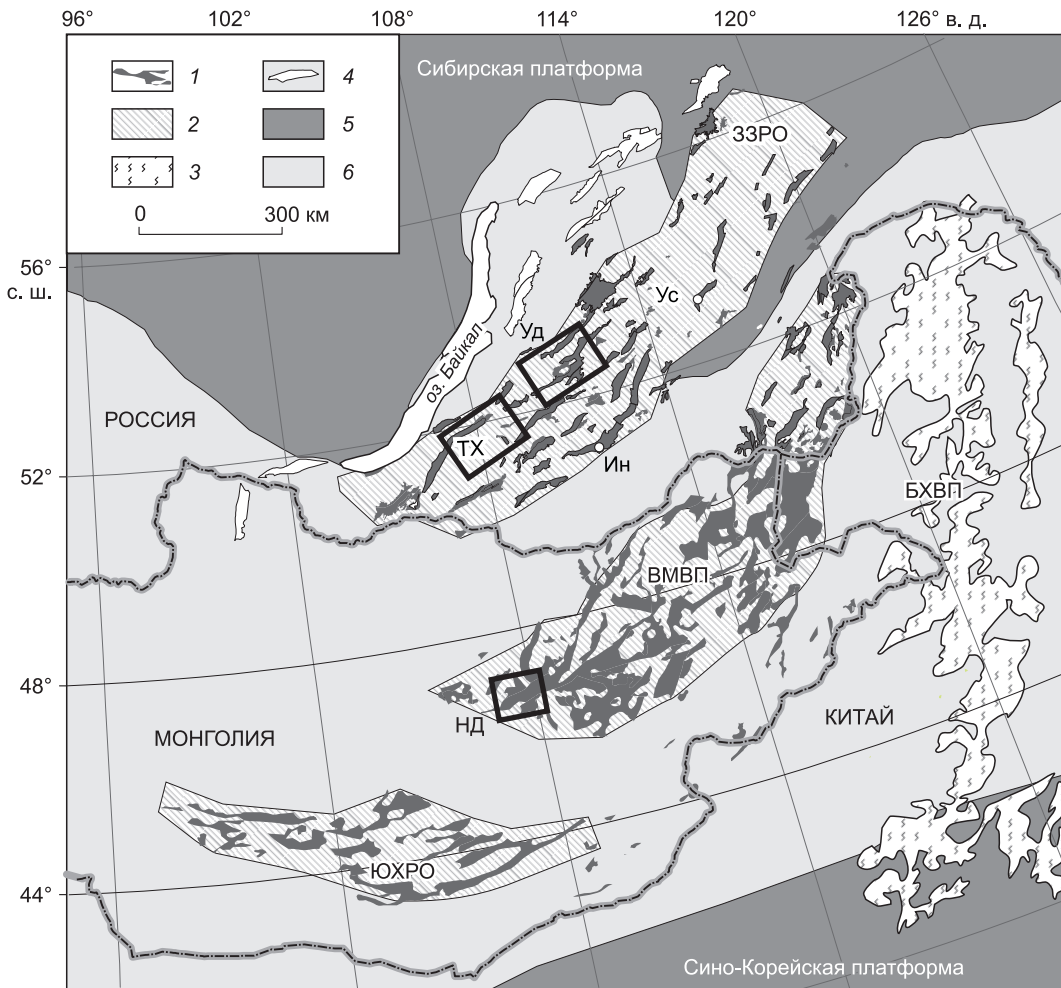 96° 102° 108° 114° 120° 126° в. д.
Сибирская платформа
1 4
2 5
3 6
0 300 км
ЗЗРО
56°
с. ш.
Ус
Уд
оз. Байкал
РОССИЯ
ТХ
Ин
52°
БХВП
ВМВП
48°
НД
КИТАЙ
МОНГОЛИЯ
ЮХРО
44°
Сино-Корейская платформа